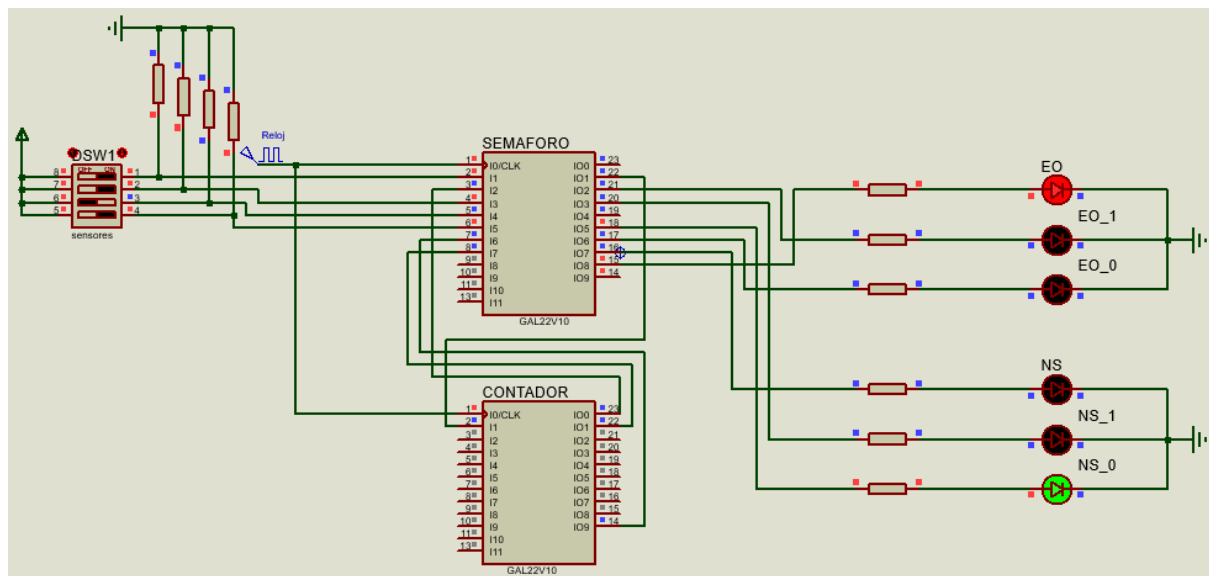 Reloj
DSW1
OFF ON
8 1
7 2
6 3
5 4
sensores
SEMAFORO
1 I0/CLK IO0 23
2 I1 IO1 22
3 I2 IO2 21
4 I3 IO3 20
5 I4 IO4 19
6 I5 IO5 18
7 I6 IO6 17
8 I7 IO7 16
9 I8 IO8 15
10 I9 IO9 14
11 I10
13 I11
GAL22V10
CONTADOR
1 I0/CLK IO0 23
2 I1 IO1 22
3 I2 IO2 21
4 I3 IO3 20
5 I4 IO4 19
6 I5 IO5 18
7 I6 IO6 17
8 I7 IO7 16
9 I8 IO8 15
10 I9 IO9 14
11 I10
13 I11
GAL22V10
EO
EO_1
EO_0
NS
NS_1
NS_0